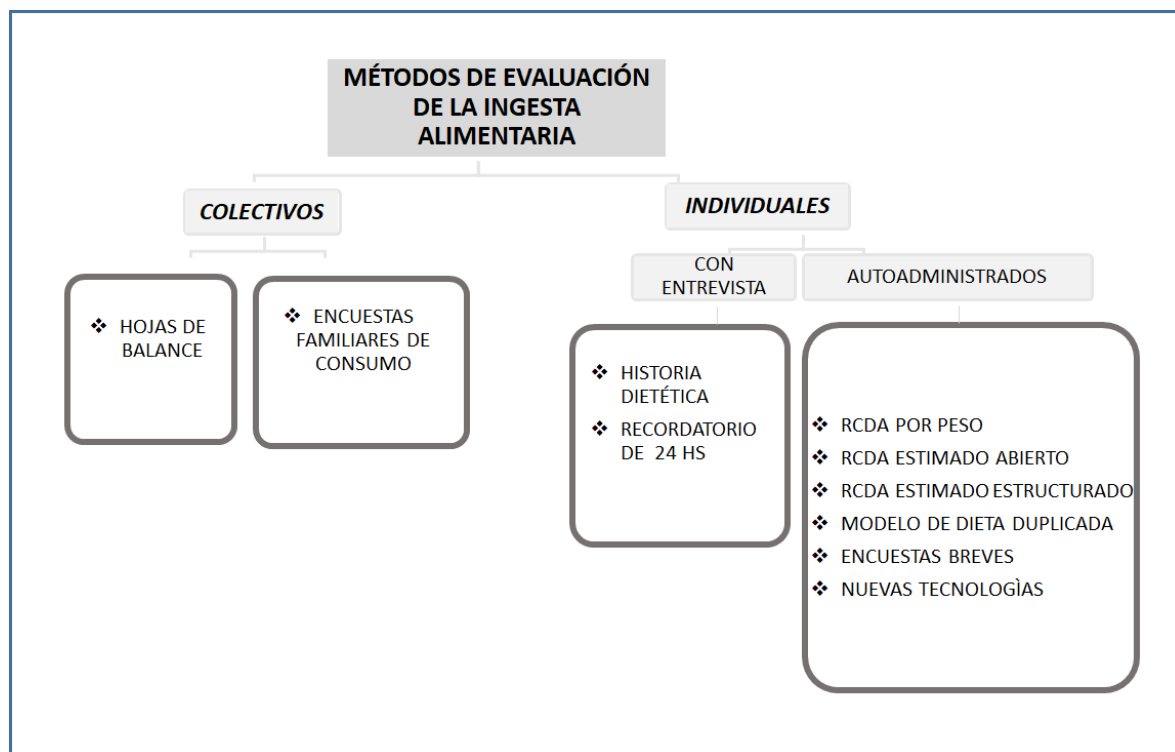 MÉTODOS DE EVALUACIÓN
DE LA INGESTA
ALIMENTARIA
COLECTIVOS
INDIVIDUALES
❖ HOJAS DE
BALANCE
❖ ENCUESTAS
FAMILIARES DE
CONSUMO
CON
ENTREVISTA
AUTOADMINISTRADOS
❖ HISTORIA
DIETÉTICA
❖ RECORDATORIO
DE 24 HS
❖ RCDA POR PESO
❖ RCDA ESTIMADO ABIERTO
❖ RCDA ESTIMADO ESTRUCTURADO
❖ MODELO DE DIETA DUPLICADA
❖ ENCUESTAS BREVES
❖ NUEVAS TECNOLOGÌAS